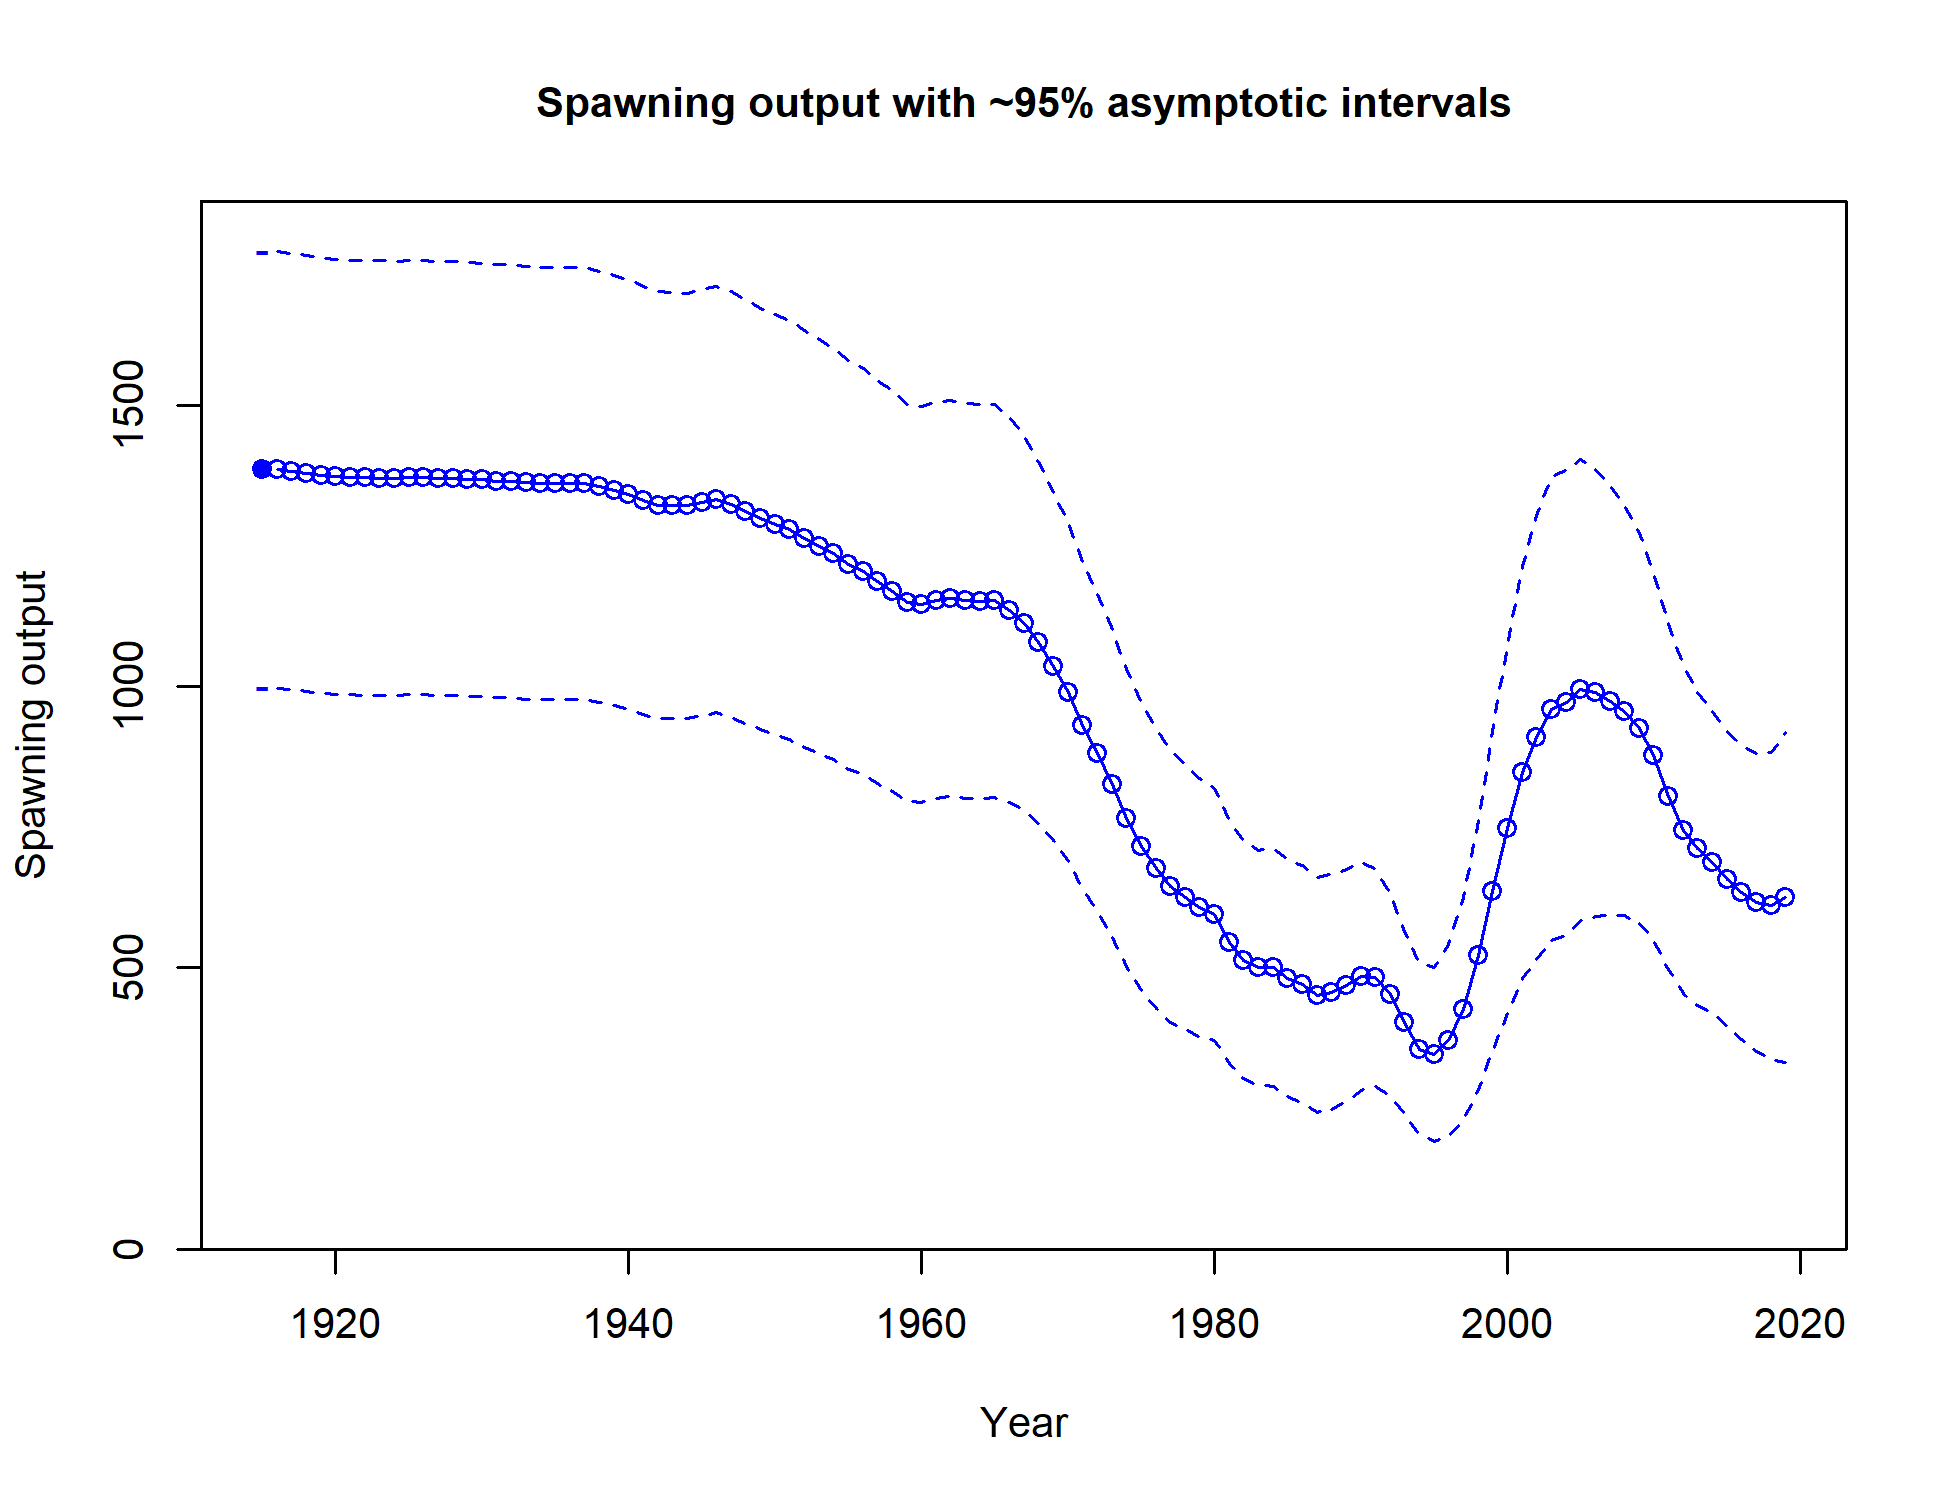 Spawning output with ~95% asymptotic intervals
Spawning output
1500
1000
500
0
1920 1940 1960 1980 2000 2020
Year